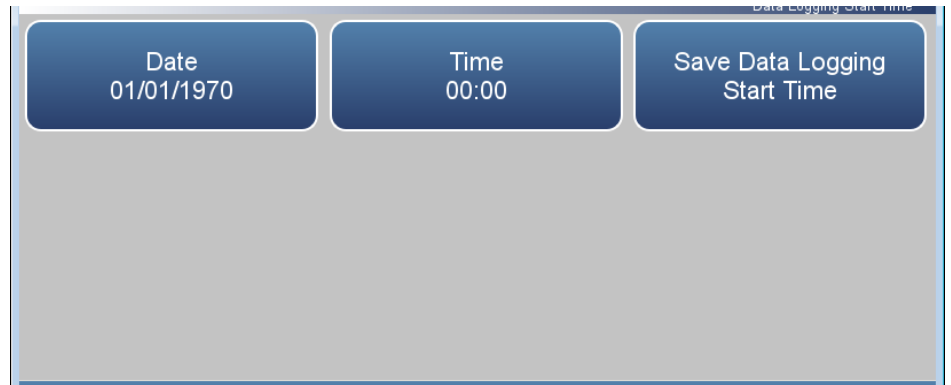 Data Logging Start Time
Date
01/01/1970
Time
00:00
Save Data Logging
Start Time